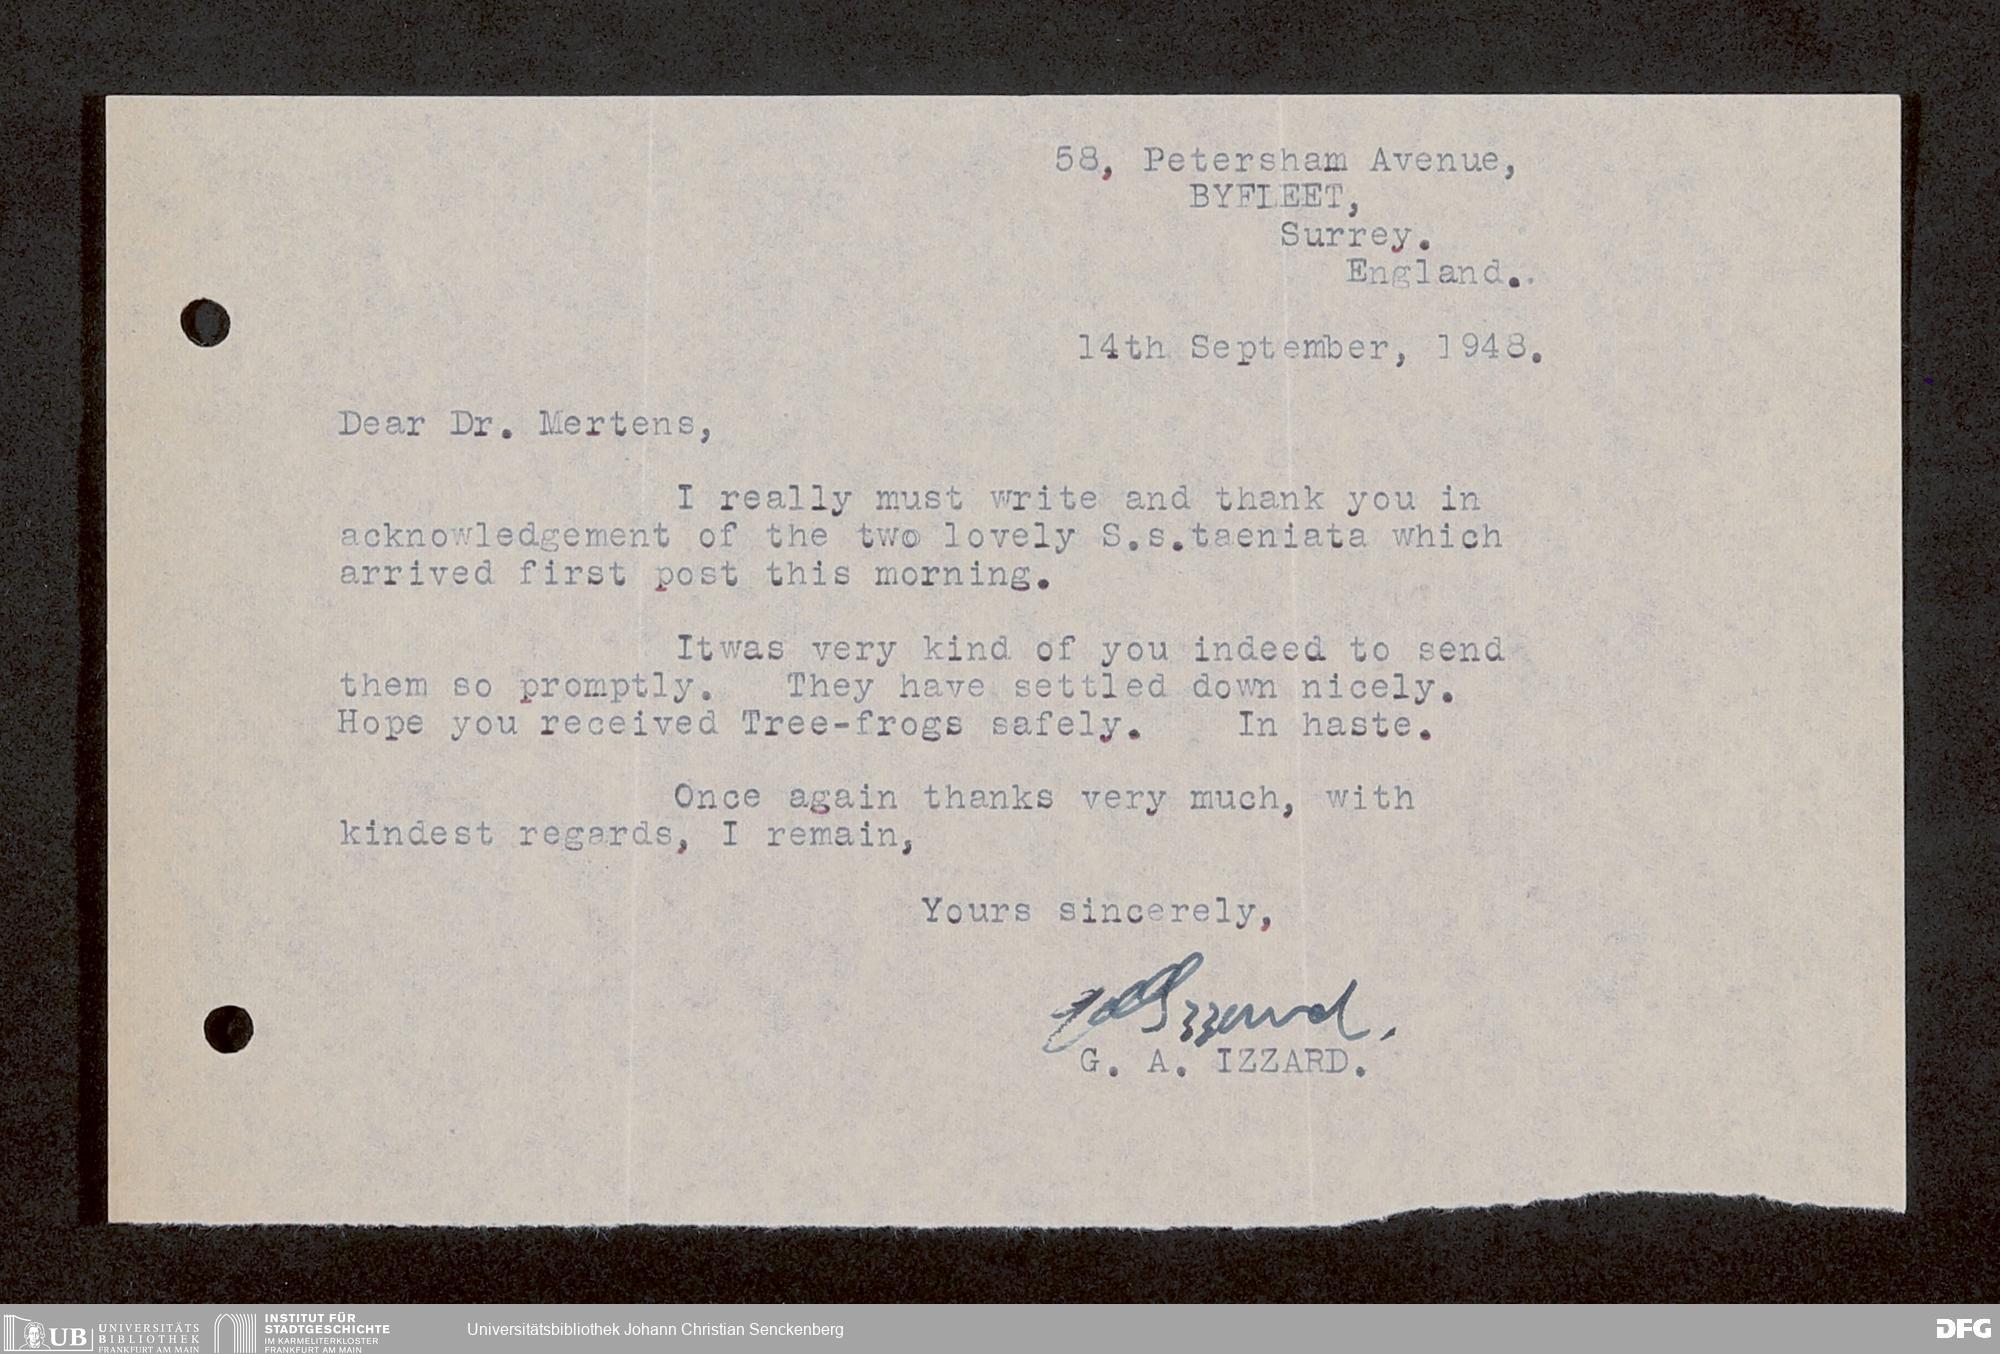 58, Petersham Avenue,
BYFLEET,
Surrey.
England..
14th September, 1948.
Dear Dr. Mertens,
I really must write and thank you in
acknowledgement of the two lovely S.s.taeniata which
arrived first post this morning.
Itwas very kind of you indeed to send
them so promptly. They have settled down nicely.
Hope you received Tree-frogs safely. In haste.
Once again thanks very much, with
kindest regards, I remain,
Yours sincerely,
GAIzzard.
G. A. IZZARD.
UB UNIVERSITÄTS
BIBLIOTHEK
FRANKFURT AM MAIN
INSTITUT FÜR
STADTGESCHICHTE
IM KARMELITERKLOSTER
FRANKFURT AM MAIN
Universitätsbibliothek Johann Christian Senckenberg
DFG